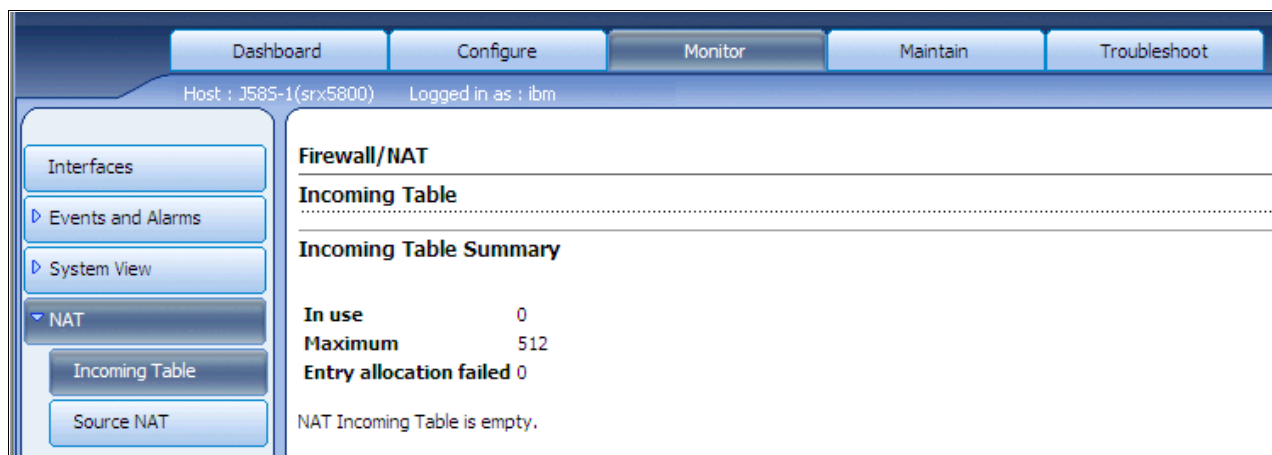 Dashboard Configure Monitor Maintain Troubleshoot
Host : J58S-1(srx5800) Logged in as : ibm
Interfaces
Events and Alarms
System View
NAT
Incoming Table
Source NAT
Firewall/NAT
Incoming Table
Incoming Table Summary
In use 0
Maximum 512
Entry allocation failed 0
NAT Incoming Table is empty.